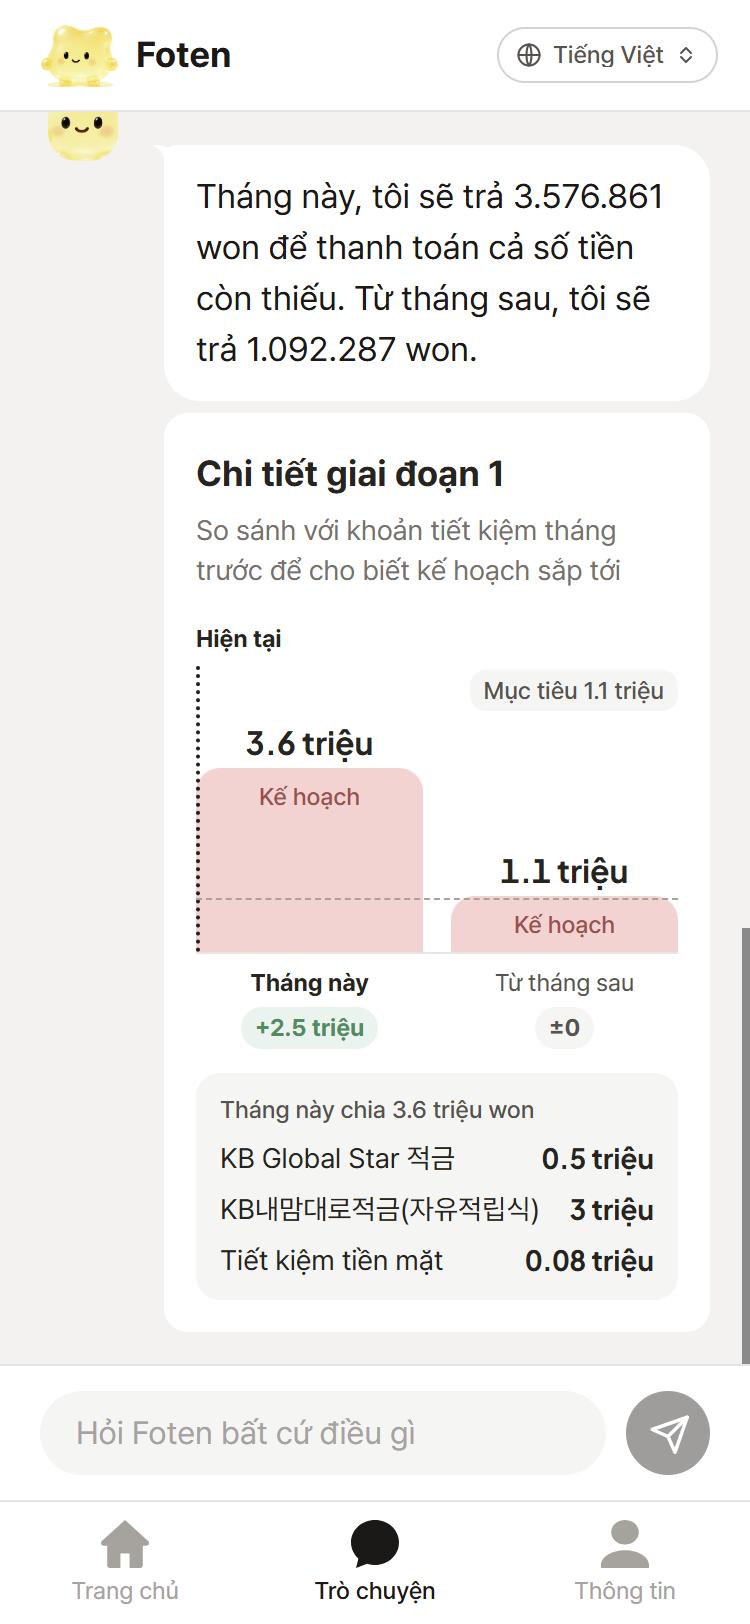 Foten
Tiếng Việt
Tháng này, tôi sẽ trả 3.576.861
won để thanh toán cả số tiền
còn thiếu. Từ tháng sau, tôi sẽ
trả 1.092.287 won.
Chi tiết giai đoạn 1
So sánh với khoản tiết kiệm tháng
trước để cho biết kế hoạch sắp tới
Hiện tại
Mục tiêu 1.1 triệu
3.6 triệu
Kế hoạch
1.1 triệu
Kế hoạch
Tháng này
Từ tháng sau
+2.5 triệu
±0
Tháng này chia 3.6 triệu won
KB Global Star 적금 0.5 triệu
KB내맘대로적금(자유적립식) 3 triệu
Tiết kiệm tiền mặt 0.08 triệu
Hỏi Foten bất cứ điều gì
Trang chủ
Trò chuyện
Thông tin